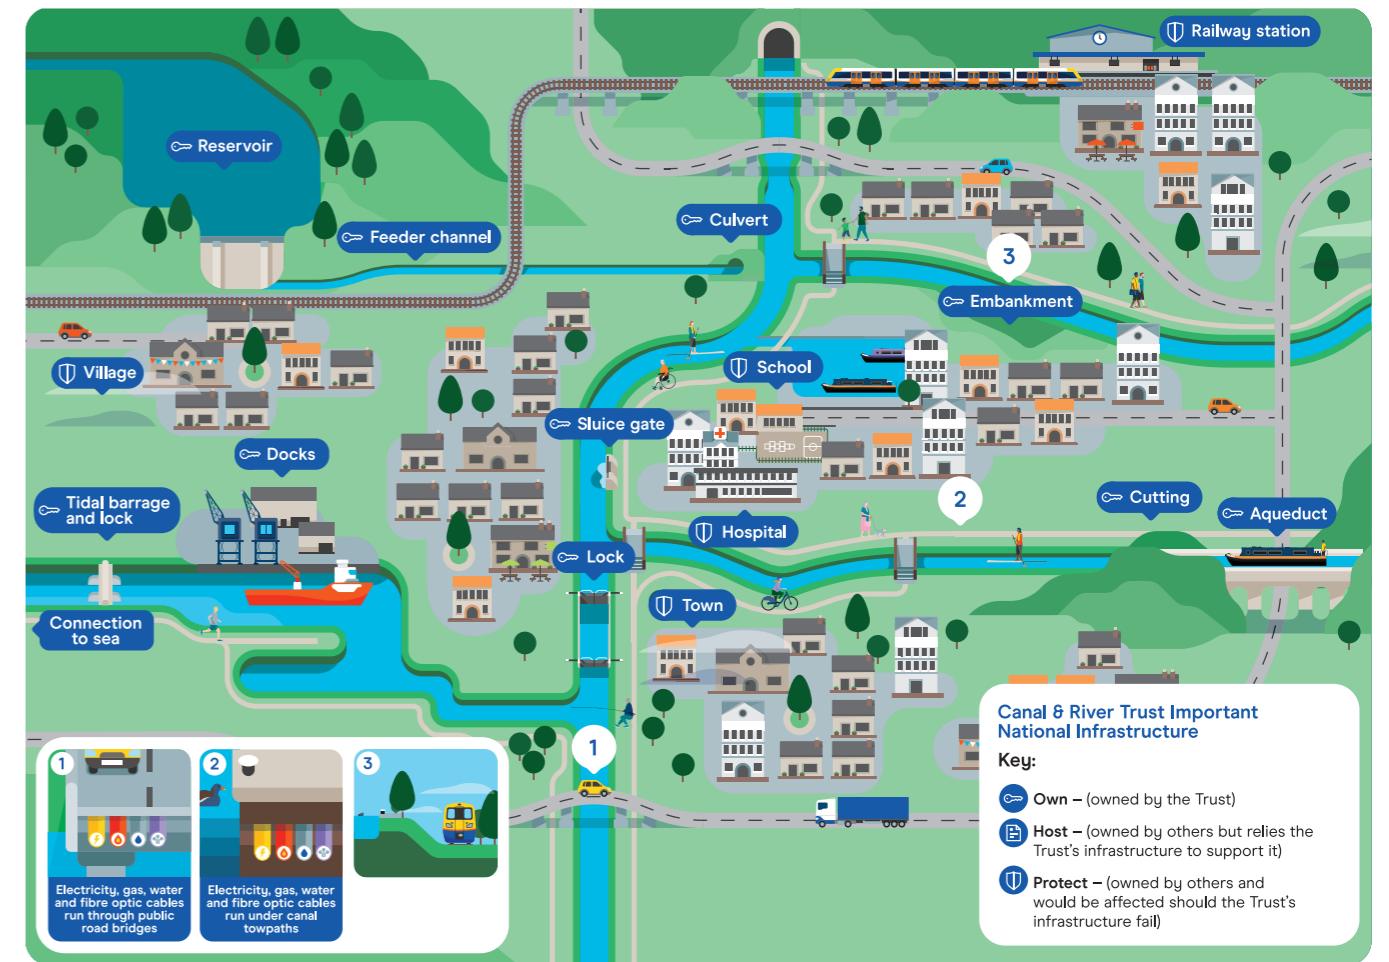 Railway station
Reservoir
Culvert
Feeder channel
3
Embankment
Village
School
Sluice gate
Docks
Tidal barrage
and lock
2
Cutting
Aqueduct
Hospital
Lock
Town
Connection
to sea
1
Canal & River Trust Important
National Infrastructure
Key:
Own – (owned by the Trust)
Host – (owned by others but relies the
Trust's infrastructure to support it)
Protect – (owned by others and
would be affected should the Trust's
infrastructure fail)
1
Electricity, gas, water
and fibre optic cables
run through public
road bridges
2
Electricity, gas, water
and fibre optic cables
run under canal
towpaths
3